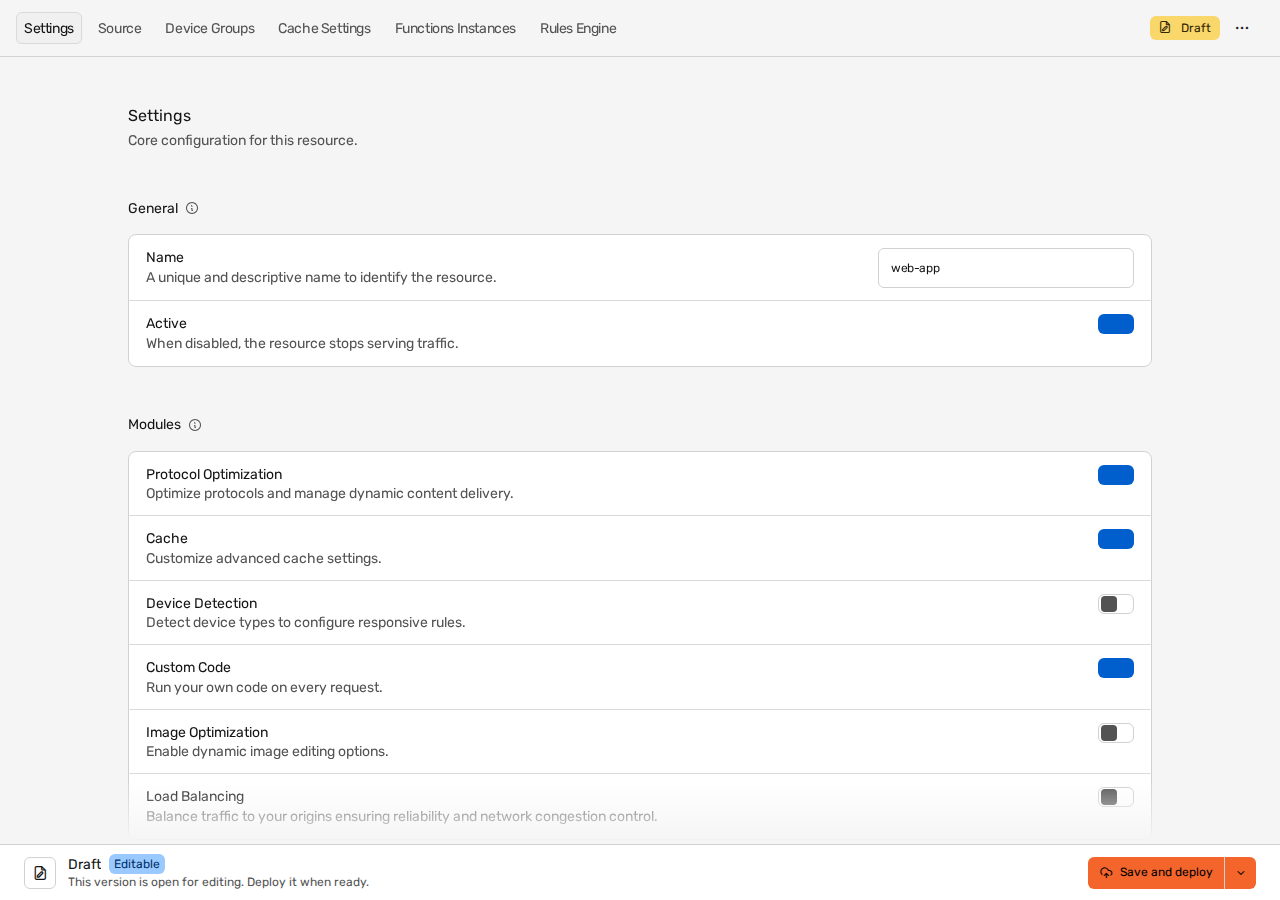 Settings
Source
Device Groups
Cache Settings
Functions Instances
Rules Engine
Draft
Settings
Core configuration for this resource.
General
Name
A unique and descriptive name to identify the resource.
web-app
Active
When disabled, the resource stops serving traffic.
Modules
Protocol Optimization
Optimize protocols and manage dynamic content delivery.
Cache
Customize advanced cache settings.
Device Detection
Detect device types to configure responsive rules.
Custom Code
Run your own code on every request.
Image Optimization
Enable dynamic image editing options.
Load Balancing
Balance traffic to your origins ensuring reliability and network congestion control.
Draft
Editable
This version is open for editing. Deploy it when ready.
Save and deploy